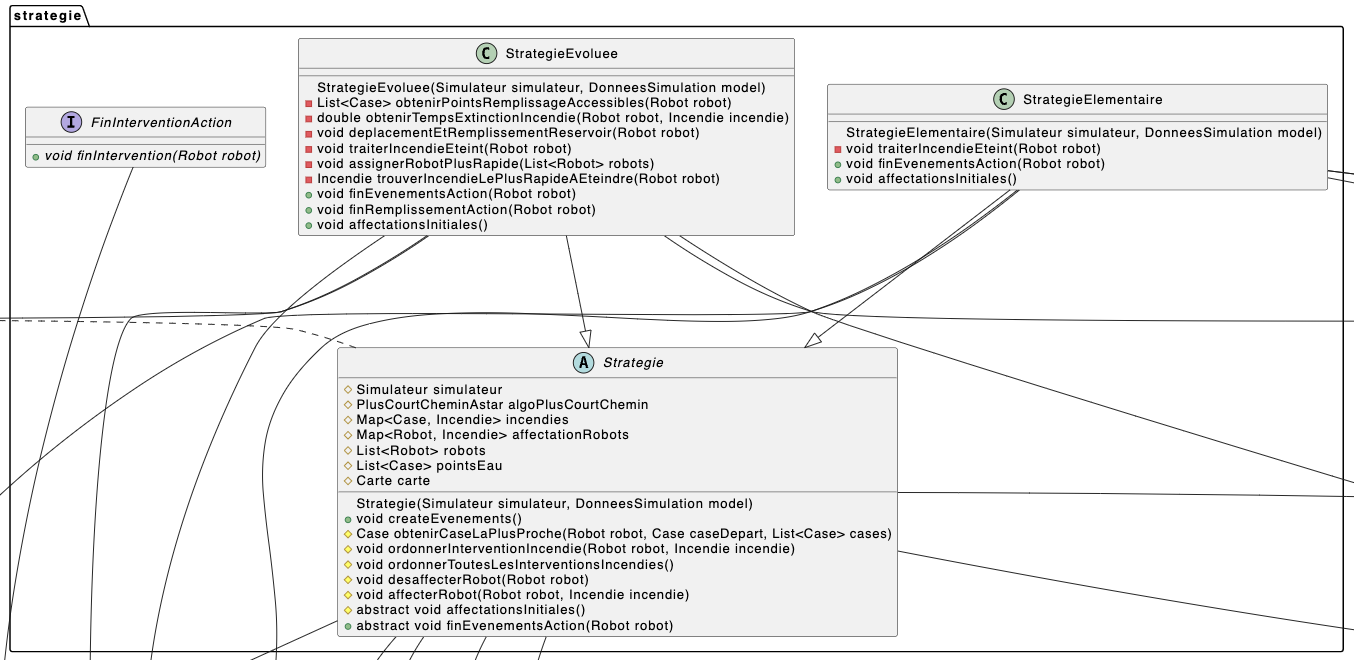 strategie
C StrategieEvoluee
StrategieEvoluee(Simulateur simulateur, DonneesSimulation model)
List<Case> obtenirPointsRemplissageAccessibles(Robot robot)
double obtenirTempsExtinctionIncendie(Robot robot, Incendie incendie)
void deplacementEtRemplissementReservoir(Robot robot)
void traiterIncendieEteint(Robot robot)
void assignerRobotPlusRapide(List<Robot> robots)
Incendie trouverIncendieLePlusRapideAEteindre(Robot robot)
void finEvenementsAction(Robot robot)
void finRemplissementAction(Robot robot)
void affectationsInitiales()
C StrategieElementaire
StrategieElementaire(Simulateur simulateur, DonneesSimulation model)
void traiterIncendieEteint(Robot robot)
void finEvenementsAction(Robot robot)
void affectationsInitiales()
I FinInterventionAction
void finIntervention(Robot robot)
A Strategie
Simulateur simulateur
PlusCourtCheminAstar algoPlusCourtChemin
Map<Case, Incendie> incendies
Map<Robot, Incendie> affectationRobots
List<Robot> robots
List<Case> pointsEau
Carte carte
Strategie(Simulateur simulateur, DonneesSimulation model)
void createEvenements()
Case obtenirCaseLaPlusProche(Robot robot, Case caseDepart, List<Case> cases)
void ordonnerInterventionIncendie(Robot robot, Incendie incendie)
void ordonnerToutesLesInterventionsIncendies()
void desaffecterRobot(Robot robot)
void affecterRobot(Robot robot, Incendie incendie)
abstract void affectationsInitiales()
abstract void finEvenementsAction(Robot robot)